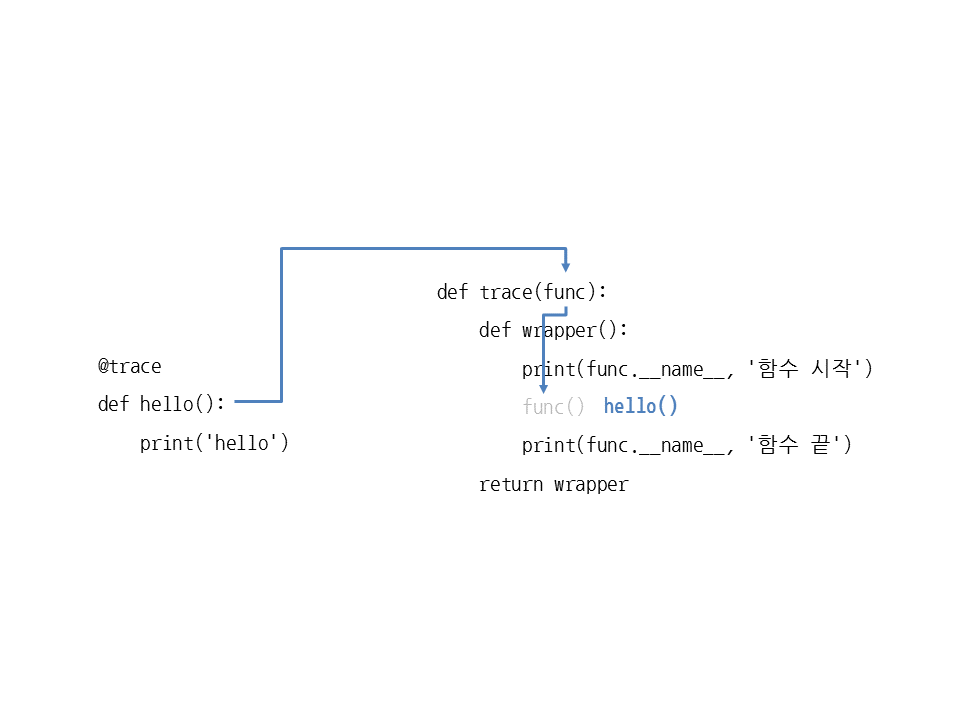 @trace
def hello():
    print('hello')
def trace(func):
    def wrapper():
        print(func.__name__, '함수 시작')
        func() hello()
        print(func.__name__, '함수 끝')
    return wrapper